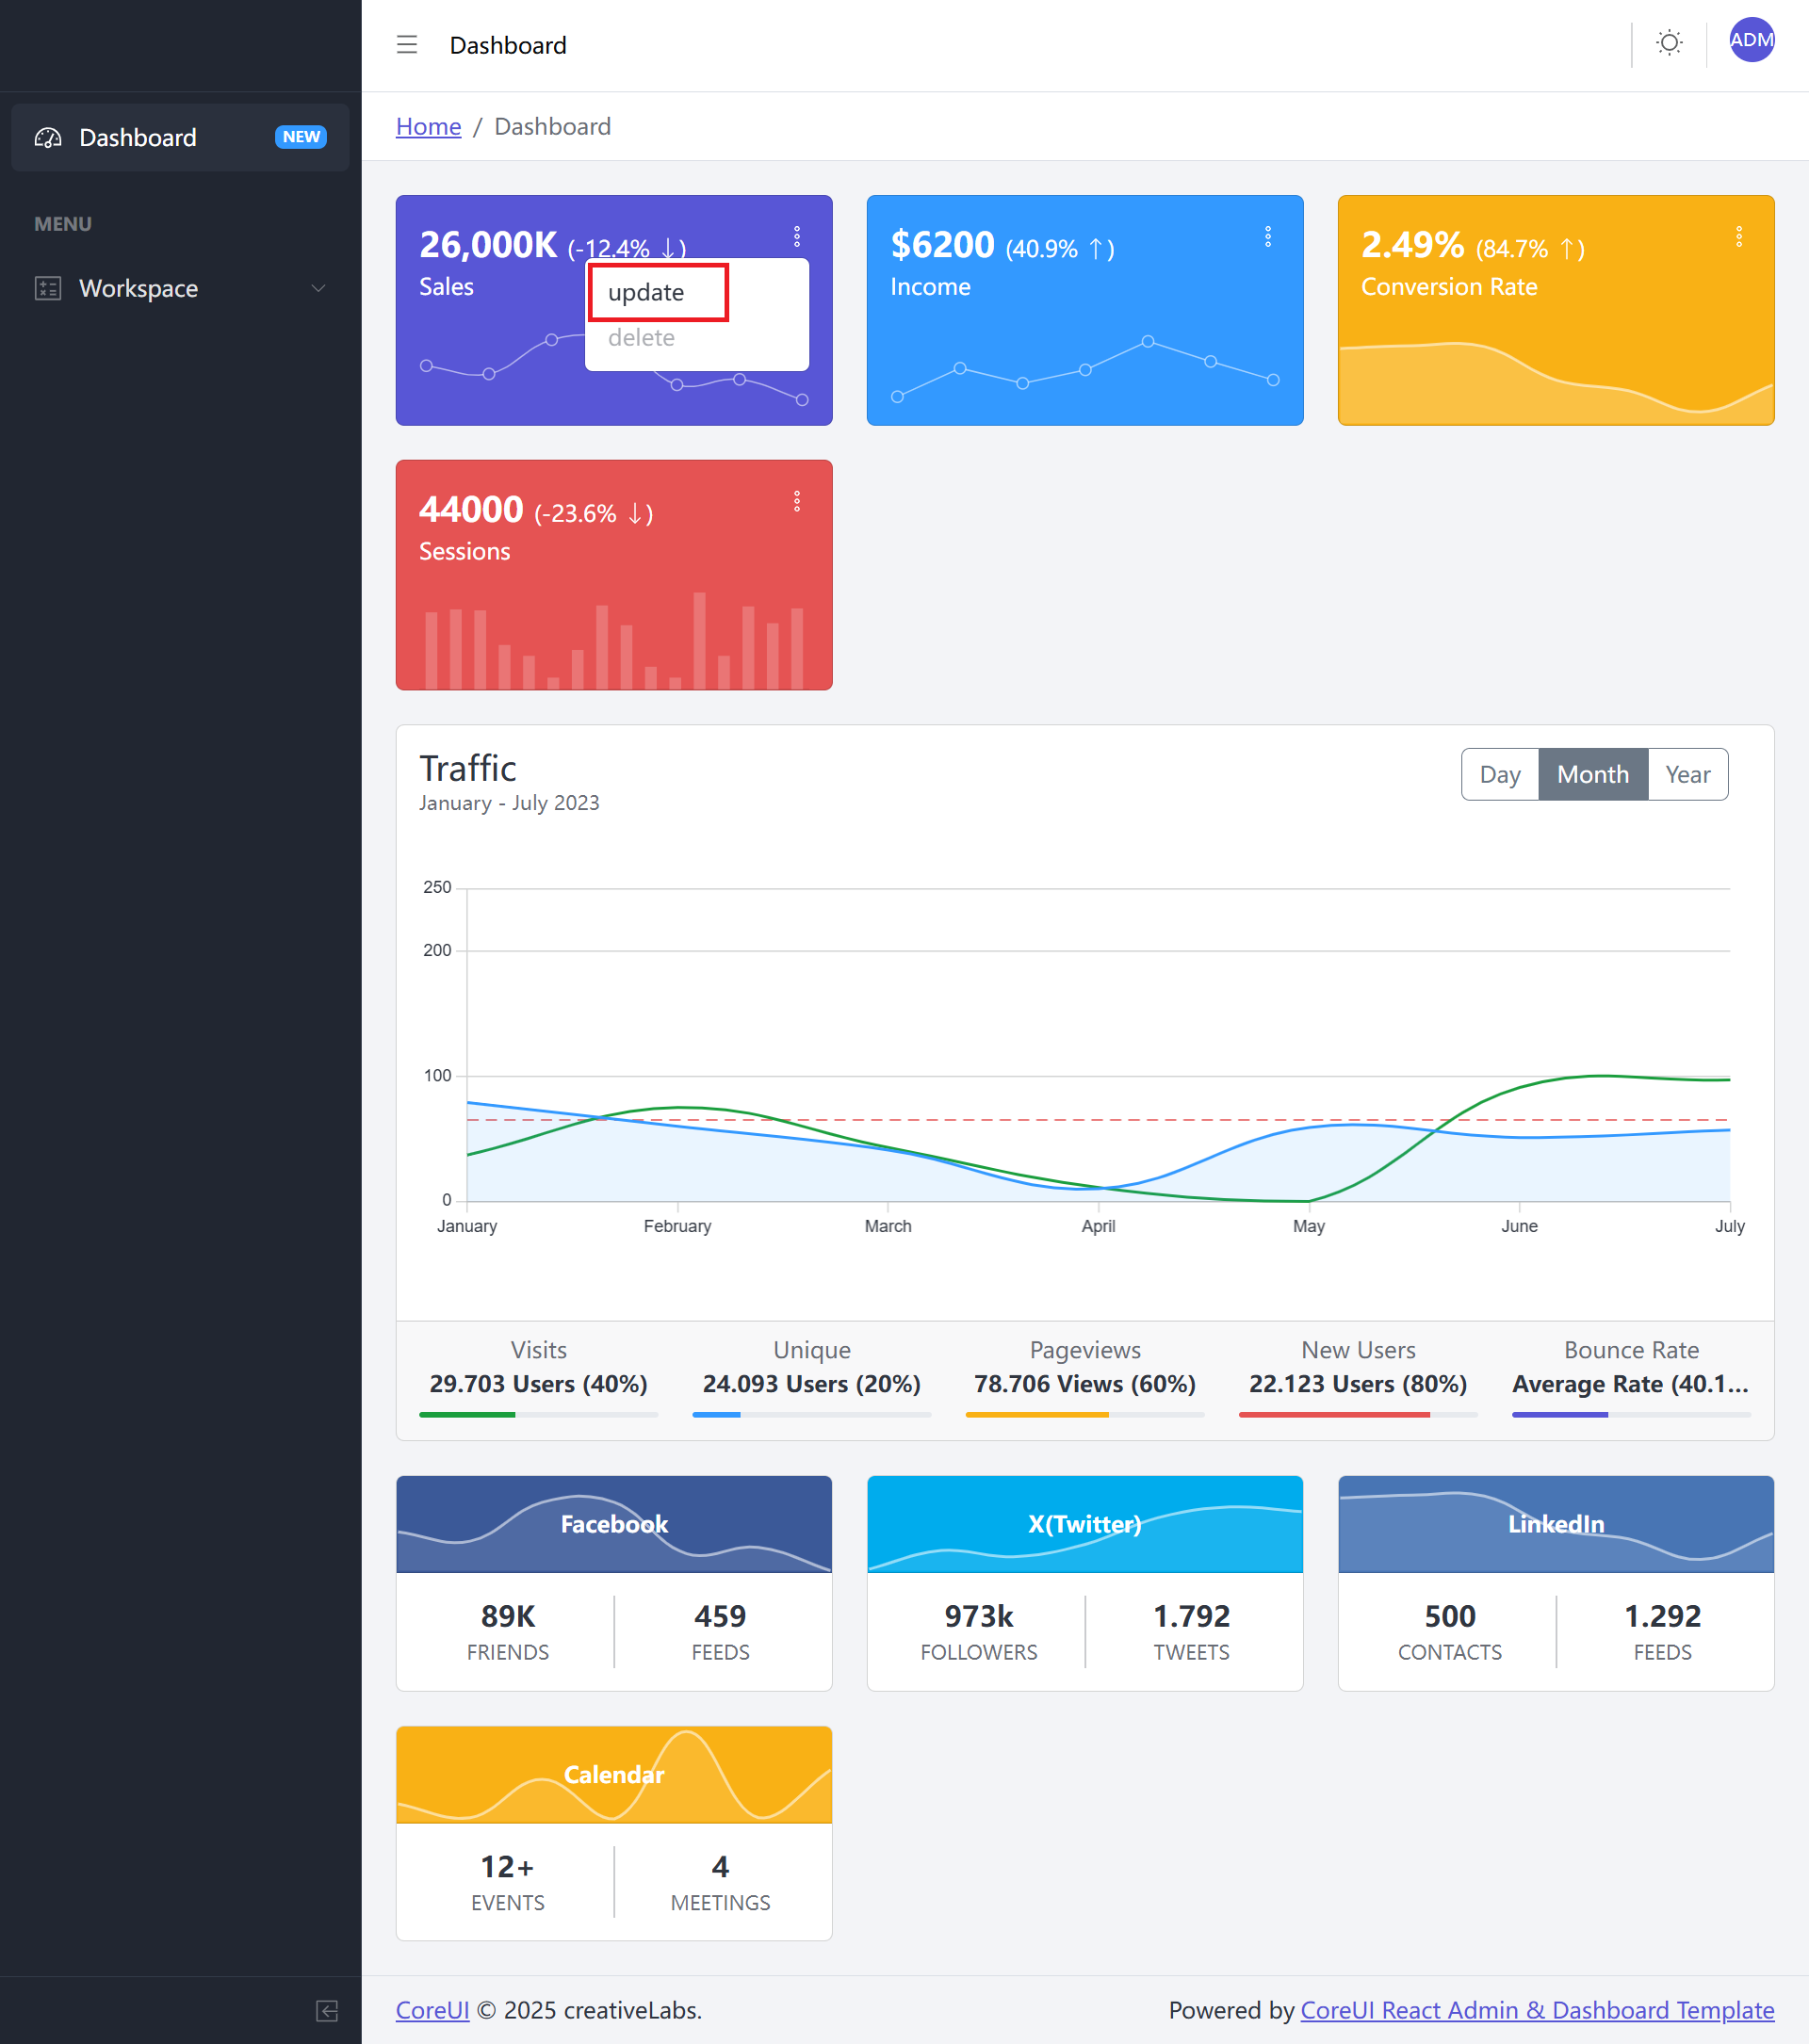 Dashboard
ADM
Dashboard NEW
Home / Dashboard
MENU
Workspace
26,000K (-12.4% ↓)
Sales
update
delete
$6200 (40.9% ↑)
Income
2.49% (84.7% ↑)
Conversion Rate
44000 (-23.6% ↓)
Sessions
Traffic
January - July 2023
Day Month Year
250
200
100
0
January February March April May June July
Visits
29.703 Users (40%)
Unique
24.093 Users (20%)
Pageviews
78.706 Views (60%)
New Users
22.123 Users (80%)
Bounce Rate
Average Rate (40.1...
Facebook
89K
FRIENDS
459
FEEDS
X(Twitter)
973k
FOLLOWERS
1.792
TWEETS
LinkedIn
500
CONTACTS
1.292
FEEDS
Calendar
12+
EVENTS
4
MEETINGS
CoreUI © 2025 creativeLabs.
Powered by CoreUI React Admin & Dashboard Template